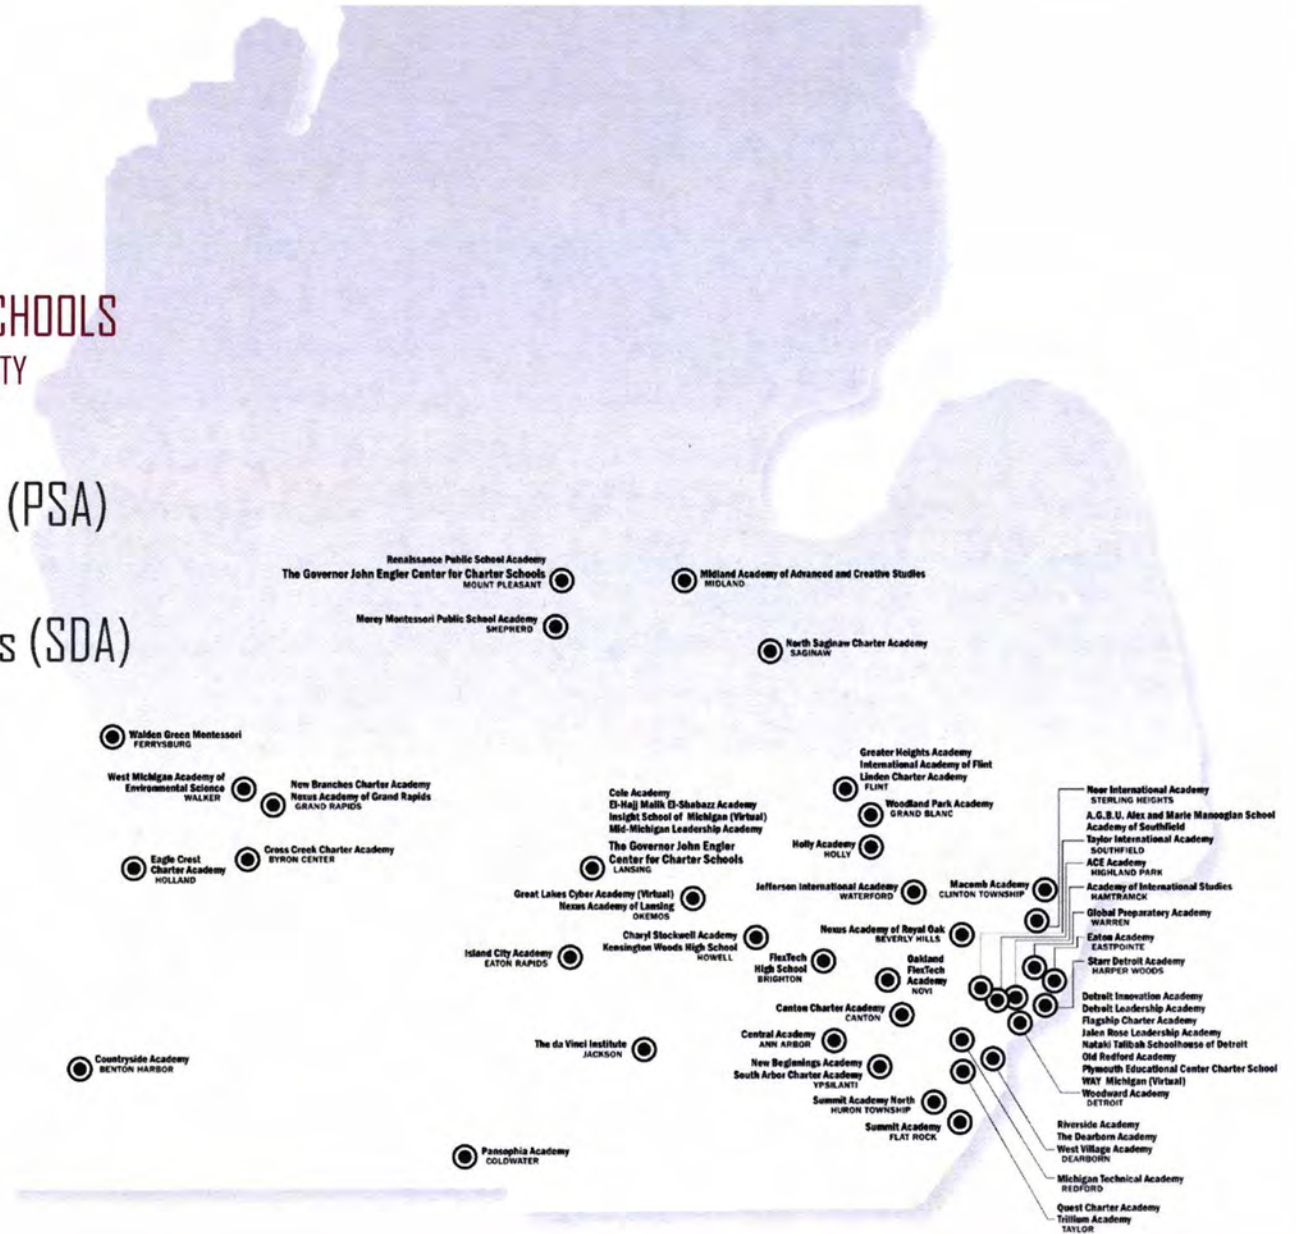 CHOOLS
TY
(PSA)
s (SDA)
Renaissance Public School Academy
The Governor John Engler Center for Charter Schools
MOUNT PLEASANT
Midland Academy of Advanced and Creative Studies
MIDLAND
Morey Montessori Public School Academy
SHEPHERD
North Saginaw Charter Academy
SAGINAW
Walden Green Montessori
FERRYSBURG
West Michigan Academy of
Environmental Science
WALKER
New Branches Charter Academy
Nexus Academy of Grand Rapids
GRAND RAPIDS
Eagle Crest
Charter Academy
HOLLAND
Cross Creek Charter Academy
BYRON CENTER
Cole Academy
El-Hajj Malik El-Shabazz Academy
Insight School of Michigan (Virtual)
Mid-Michigan Leadership Academy
The Governor John Engler
Center for Charter Schools
LANSING
Great Lakes Cyber Academy (Virtual)
Nexus Academy of Lansing
OKEMOS
Greater Heights Academy
International Academy of Flint
Linden Charter Academy
FLINT
Woodland Park Academy
GRAND BLANC
Holly Academy
HOLLY
Jefferson International Academy
WATERFORD
Macomb Academy
CLINTON TOWNSHIP
Charyl Stockwell Academy
Kensington Woods High School
HOWELL
Nexus Academy of Royal Oak
BEVERLY HILLS
Island City Academy
EATON RAPIDS
FlexTech
High School
BRIGHTON
Oakland
FlexTech
Academy
NOVI
Canton Charter Academy
CANTON
Central Academy
ANN ARBOR
The da Vinci Institute
JACKSON
New Beginnings Academy
South Arbor Charter Academy
YPSILANTI
Countryside Academy
BENTON HARBOR
Summit Academy North
HURON TOWNSHIP
Summit Academy
FLAT ROCK
Pansophia Academy
COLDWATER
Noor International Academy
STERLING HEIGHTS
A.G.B.U. Alex and Marie Manoogian School
Academy of Southfield
Taylor International Academy
SOUTHFIELD
ACE Academy
HIGHLAND PARK
Academy of International Studies
HAMTRAMCK
Global Preparatory Academy
WARREN
Eaton Academy
EASTPOINTE
Starr Detroit Academy
HARPER WOODS
Detroit Innovation Academy
Detroit Leadership Academy
Flagship Charter Academy
Jalen Rose Leadership Academy
Nataki Talibah Schoolhouse of Detroit
Old Redford Academy
Plymouth Educational Center Charter School
WAY Michigan (Virtual)
Woodward Academy
DETROIT
Riverside Academy
The Dearborn Academy
West Village Academy
DEARBORN
Michigan Technical Academy
REDFORD
Quest Charter Academy
Trillium Academy
TAYLOR